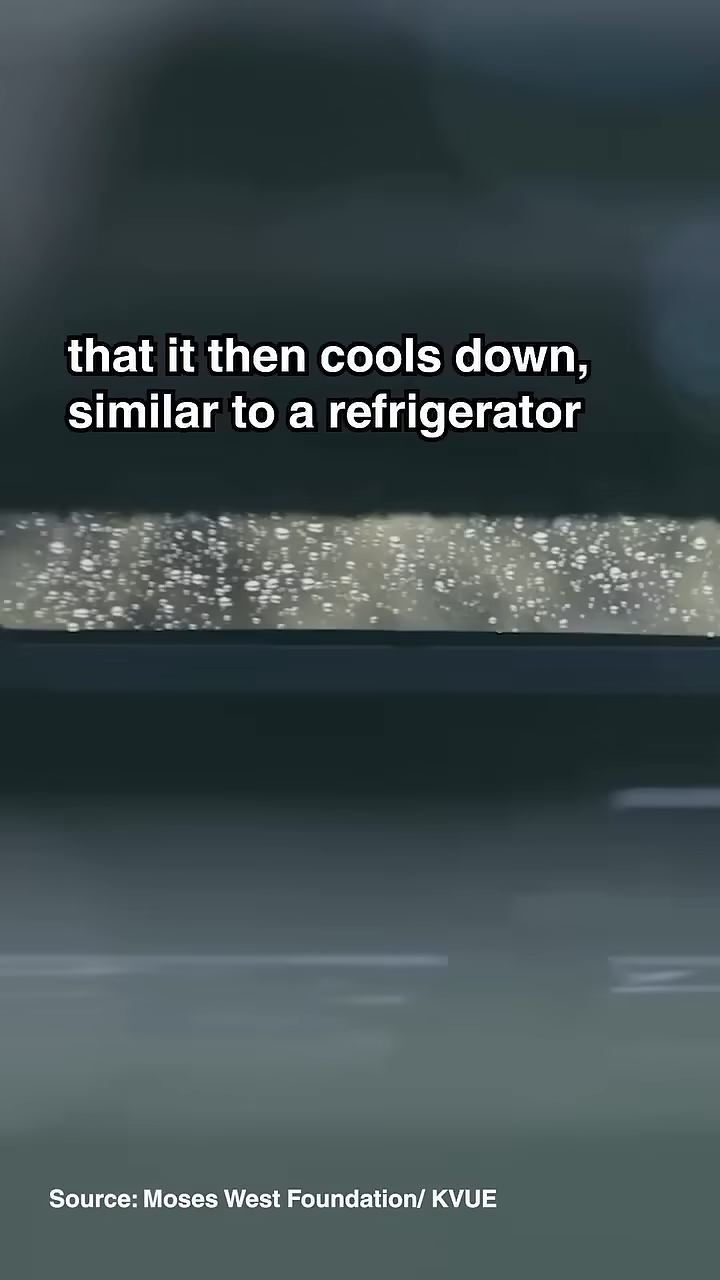 that it then cools down,
similar to a refrigerator
Source: Moses West Foundation/ KVUE